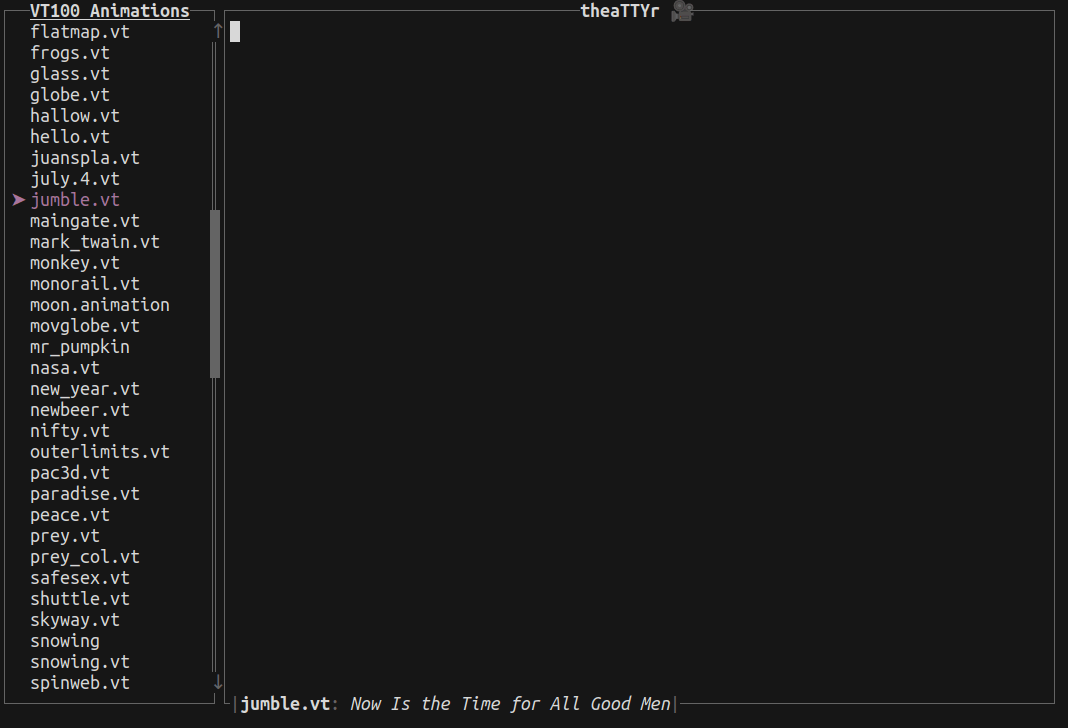 VT100 Animations
flatmap.vt
frogs.vt
glass.vt
globe.vt
hallow.vt
hello.vt
juanspla.vt
july.4.vt
jumble.vt
maingate.vt
mark_twain.vt
monkey.vt
monorail.vt
moon.animation
movglobe.vt
mr_pumpkin
nasa.vt
new_year.vt
newbeer.vt
nifty.vt
outerlimits.vt
pac3d.vt
paradise.vt
peace.vt
prey.vt
prey_col.vt
safesex.vt
shuttle.vt
skyway.vt
snowing
snowing.vt
spinweb.vt
theaTTYr 🎥
|jumble.vt: Now Is the Time for All Good Men|